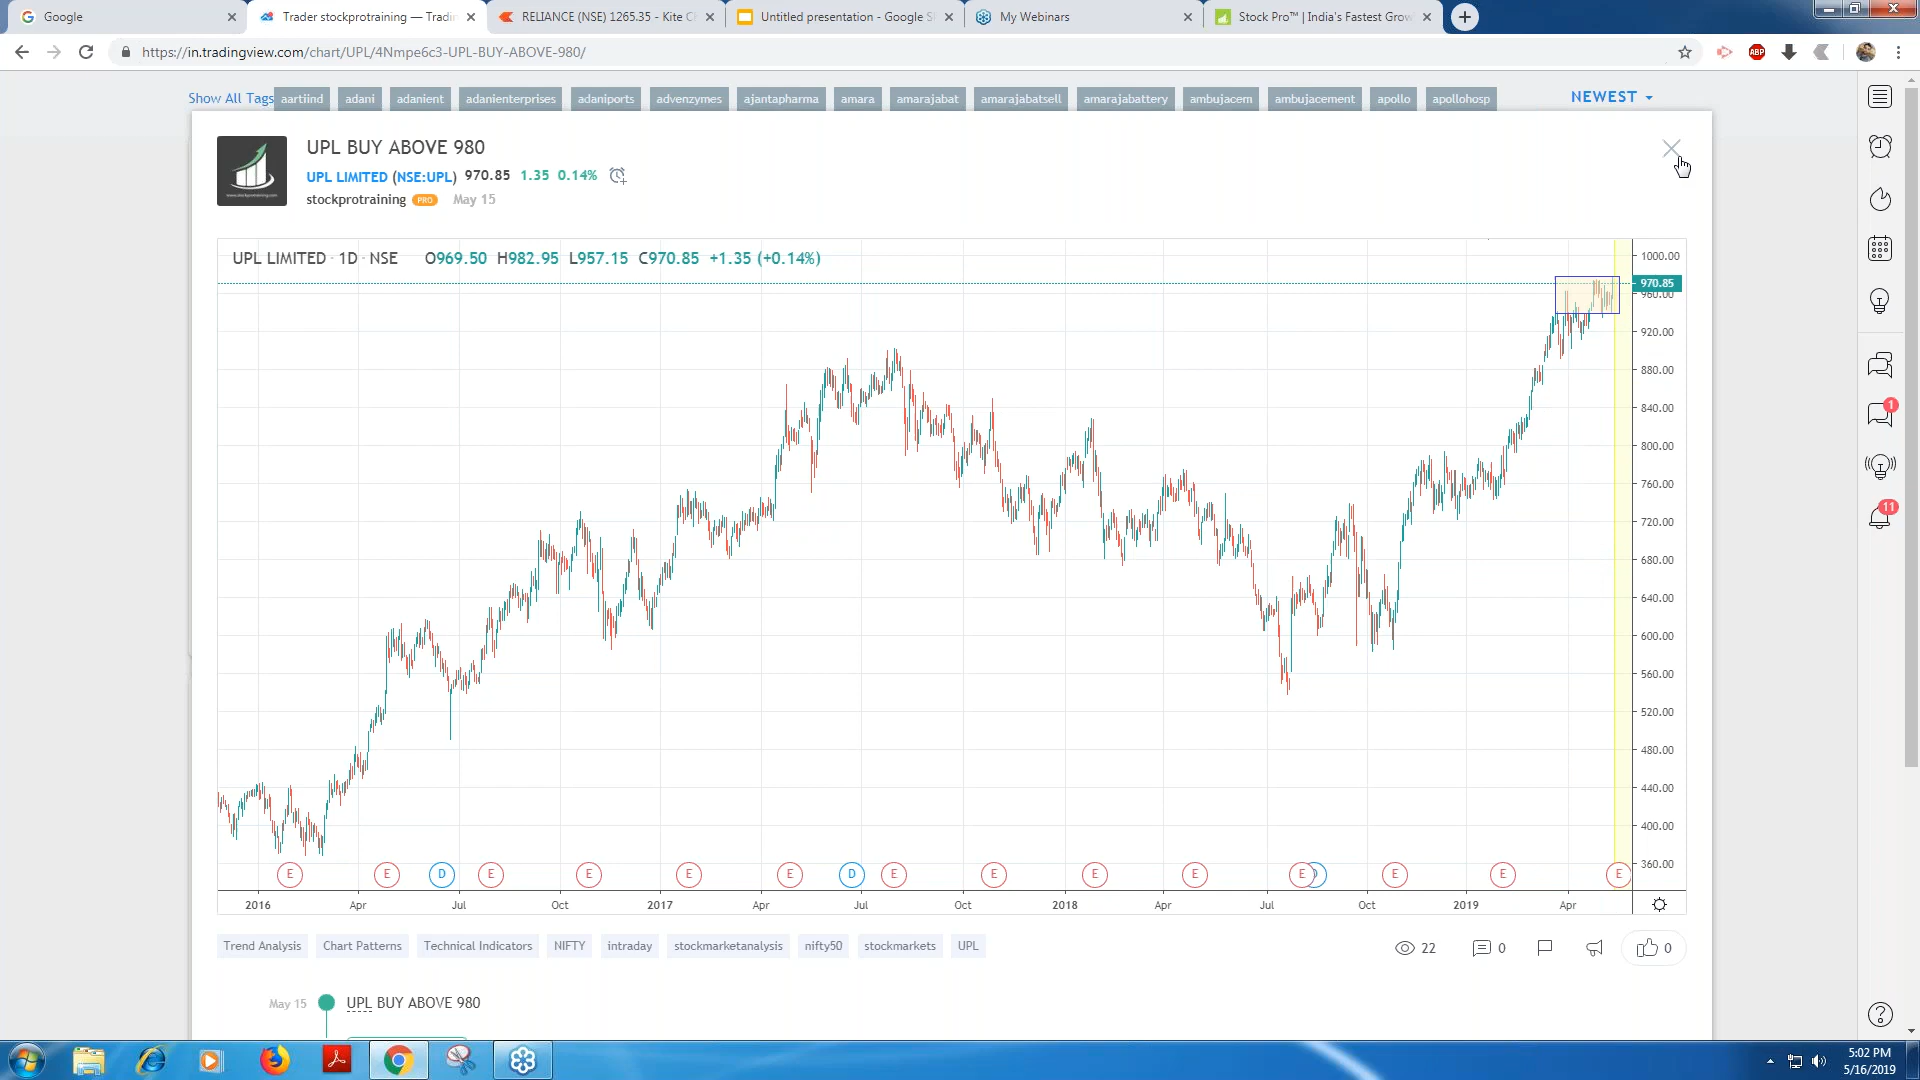 Google
Trader stockprotraining — Tradin
RELIANCE (NSE) 1265.35 - Kite C
Untitled presentation - Google S
My Webinars
Stock Pro™ | India's Fastest Grow
https://in.tradingview.com/chart/UPL/4Nmpe6c3-UPL-BUY-ABOVE-980/
ABP
Show All Tags aartiind adani adanient adanienterprises adaniports advenzymes ajantapharma amara amarajabat amarajabatsell amarajabattery ambujacem ambujacement apollo apollohosp
NEWEST
UPL BUY ABOVE 980
UPL LIMITED (NSE:UPL) 970.85 1.35 0.14%
stockprotraining PRO May 15
UPL LIMITED · 1D · NSE O969.50 H982.95 L957.15 C970.85 +1.35 (+0.14%)
1000.00
970.85
960.00
920.00
880.00
840.00
800.00
760.00
720.00
680.00
640.00
600.00
560.00
520.00
480.00
440.00
400.00
360.00
E E D E E E E D E E E E E D E E E
2016 Apr Jul Oct 2017 Apr Jul Oct 2018 Apr Jul Oct 2019 Apr
Trend Analysis Chart Patterns Technical Indicators NIFTY intraday stockmarketanalysis nifty50 stockmarkets UPL
22 0 0
May 15 UPL BUY ABOVE 980
1
11
5:02 PM
5/16/2019